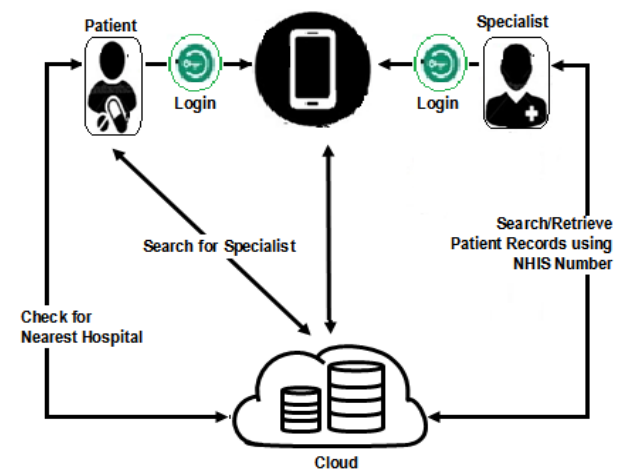 Patient
Specialist
Login
Login
Search for Specialist
Search/Retrieve
Patient Records using
NHIS Number
Check for
Nearest Hospital
Cloud